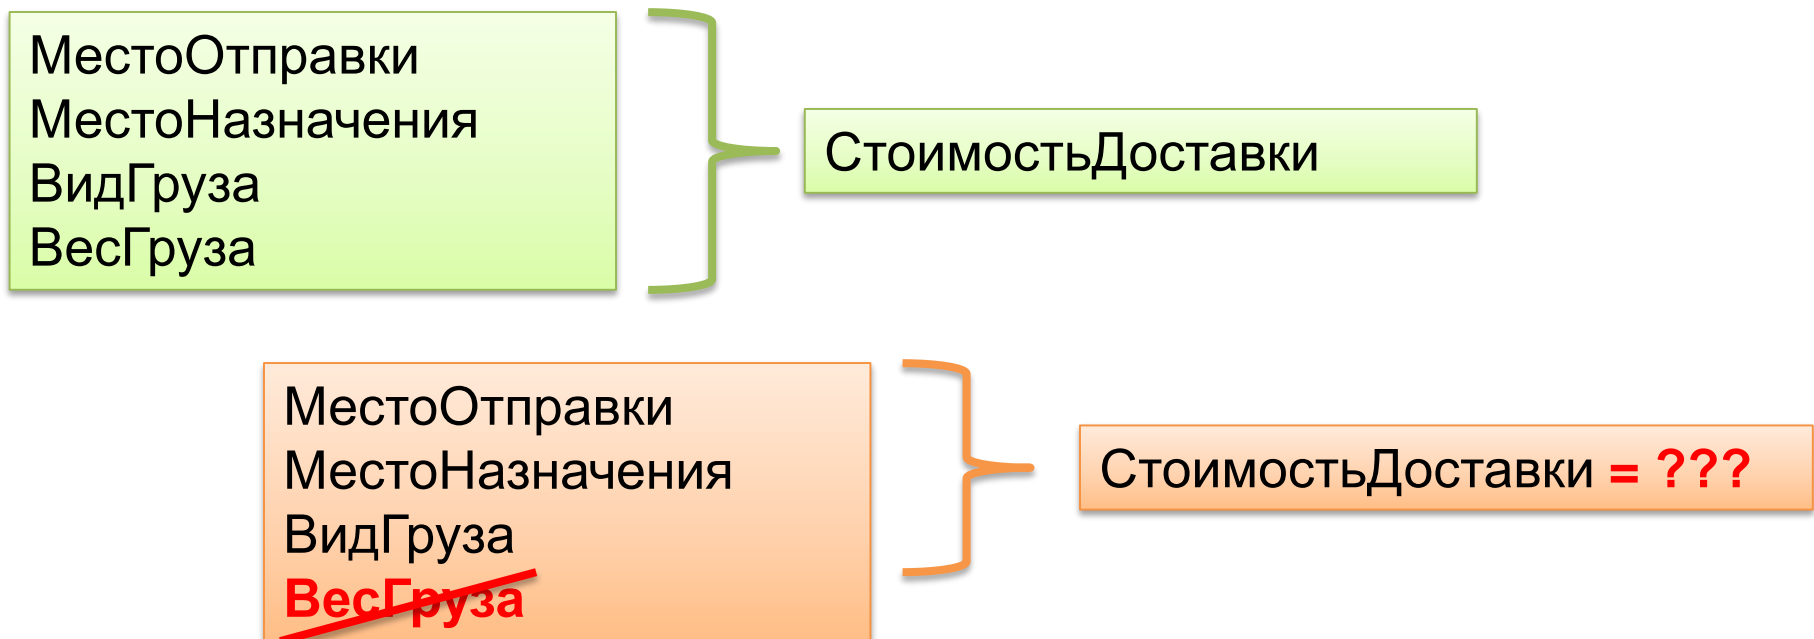 МестоОтправки
МестоНазначения
ВидГруза
ВесГруза
СтоимостьДоставки
МестоОтправки
МестоНазначения
ВидГруза
ВесГруза
СтоимостьДоставки = ???